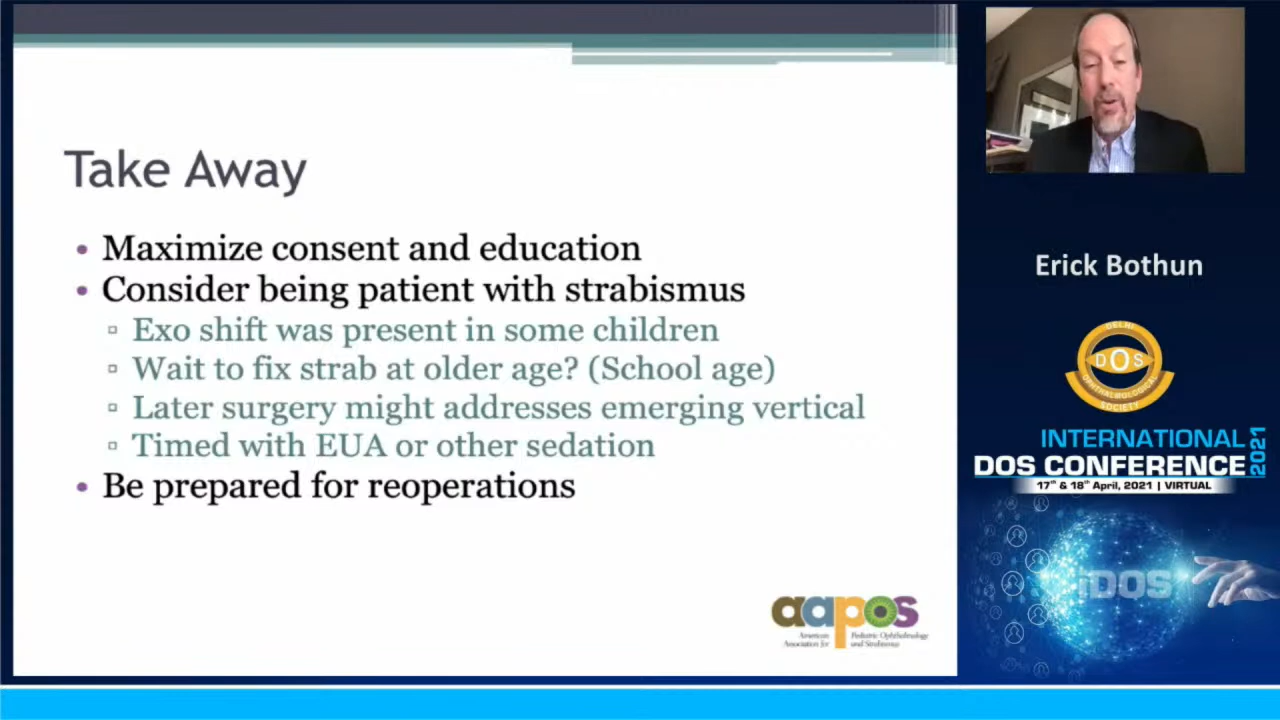 Take Away
• Maximize consent and education
• Consider being patient with strabismus
▫ Exo shift was present in some children
▫ Wait to fix strab at older age? (School age)
▫ Later surgery might addresses emerging vertical
▫ Timed with EUA or other sedation
• Be prepared for reoperations
aapos
American Association for
Pediatric Ophthalmology and Strabismus
Erick Bothun
DELHI
DOS
OPHTHALMOLOGICAL
SOCIETY
INTERNATIONAL
DOS CONFERENCE
2021
17th & 18th April, 2021 | VIRTUAL
iDOS